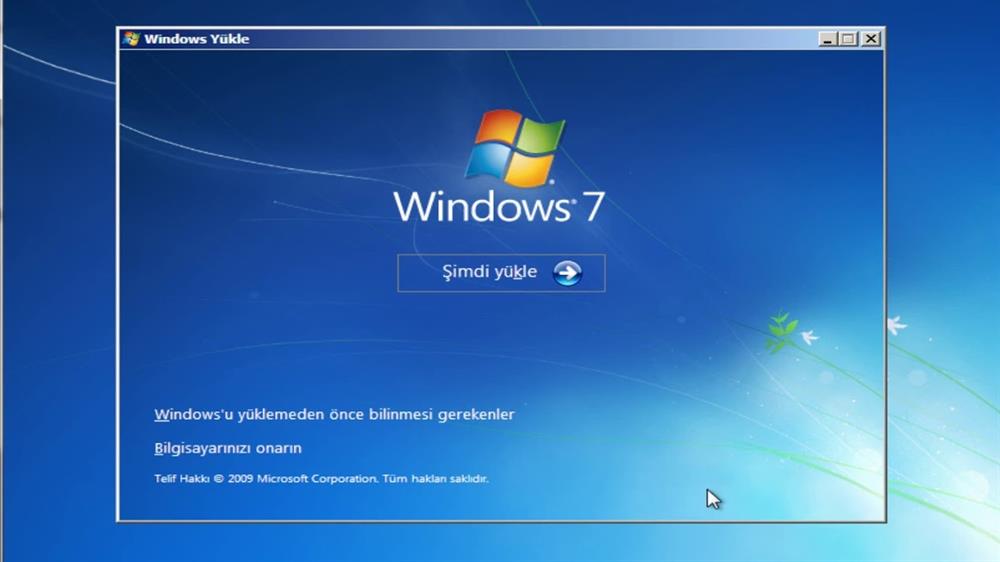 Windows Yükle
Windows 7
Şimdi yükle
Windows'u yüklemeden önce bilinmesi gerekenler
Bilgisayarınızı onarın
Telif Hakkı © 2009 Microsoft Corporation. Tüm hakları saklıdır.